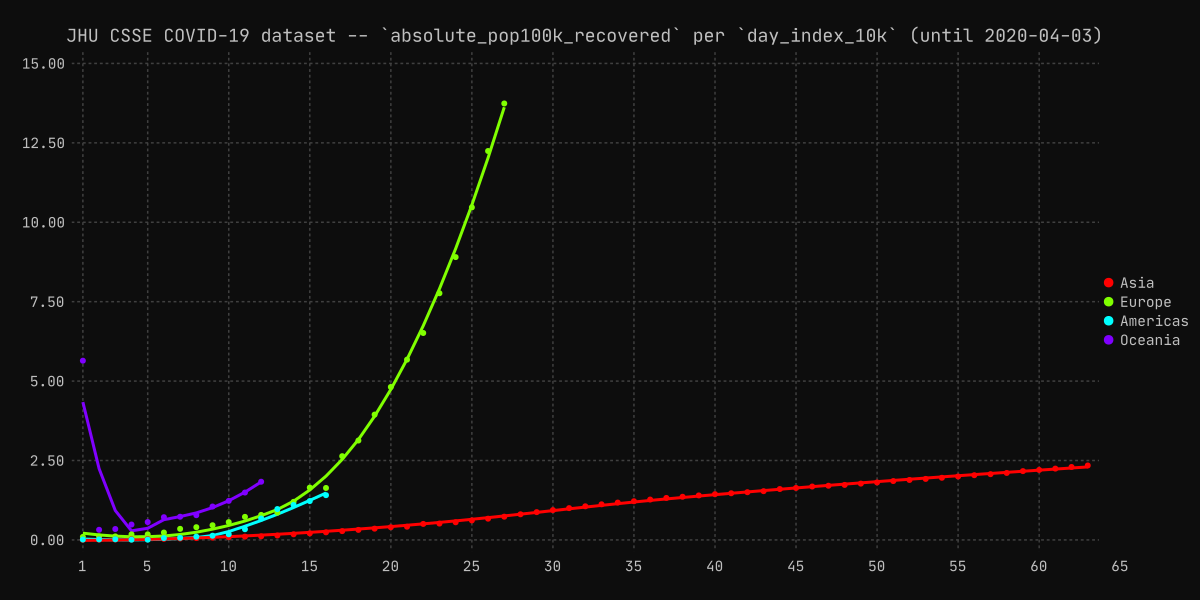 JHU CSSE COVID-19 dataset -- `absolute_pop100k_recovered` per `day_index_10k` (until 2020-04-03)
15.00
12.50
10.00
7.50
5.00
2.50
0.00
1 5 10 15 20 25 30 35 40 45 50 55 60 65
Asia
Europe
Americas
Oceania